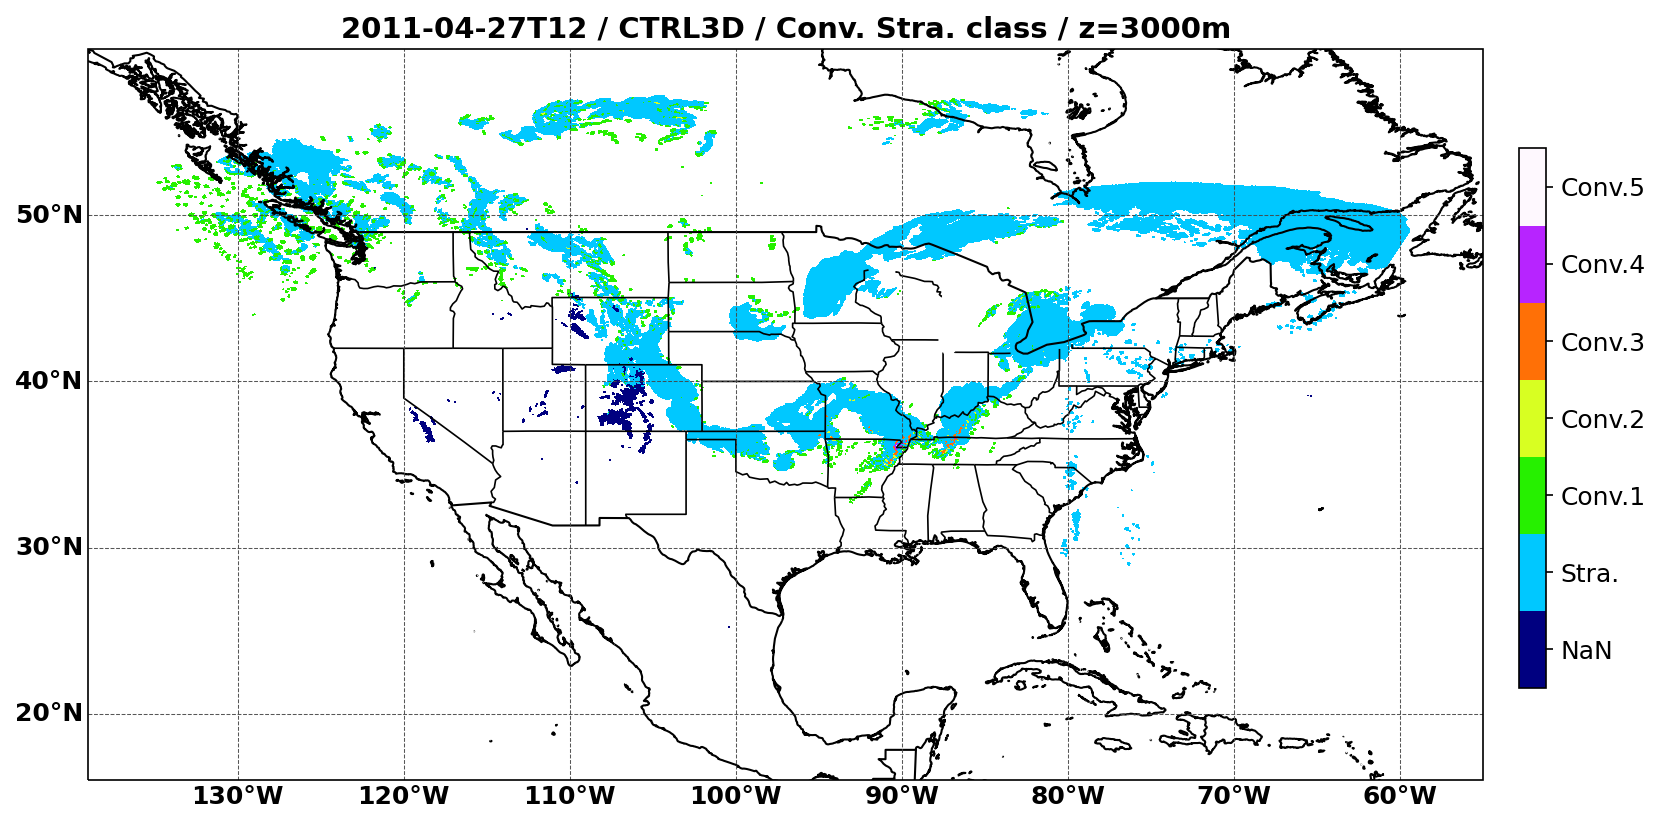 2011-04-27T12 / CTRL3D / Conv. Stra. class / z=3000m
50°N
40°N
30°N
20°N
130°W 120°W 110°W 100°W 90°W 80°W 70°W 60°W
Conv.5
Conv.4
Conv.3
Conv.2
Conv.1
Stra.
NaN